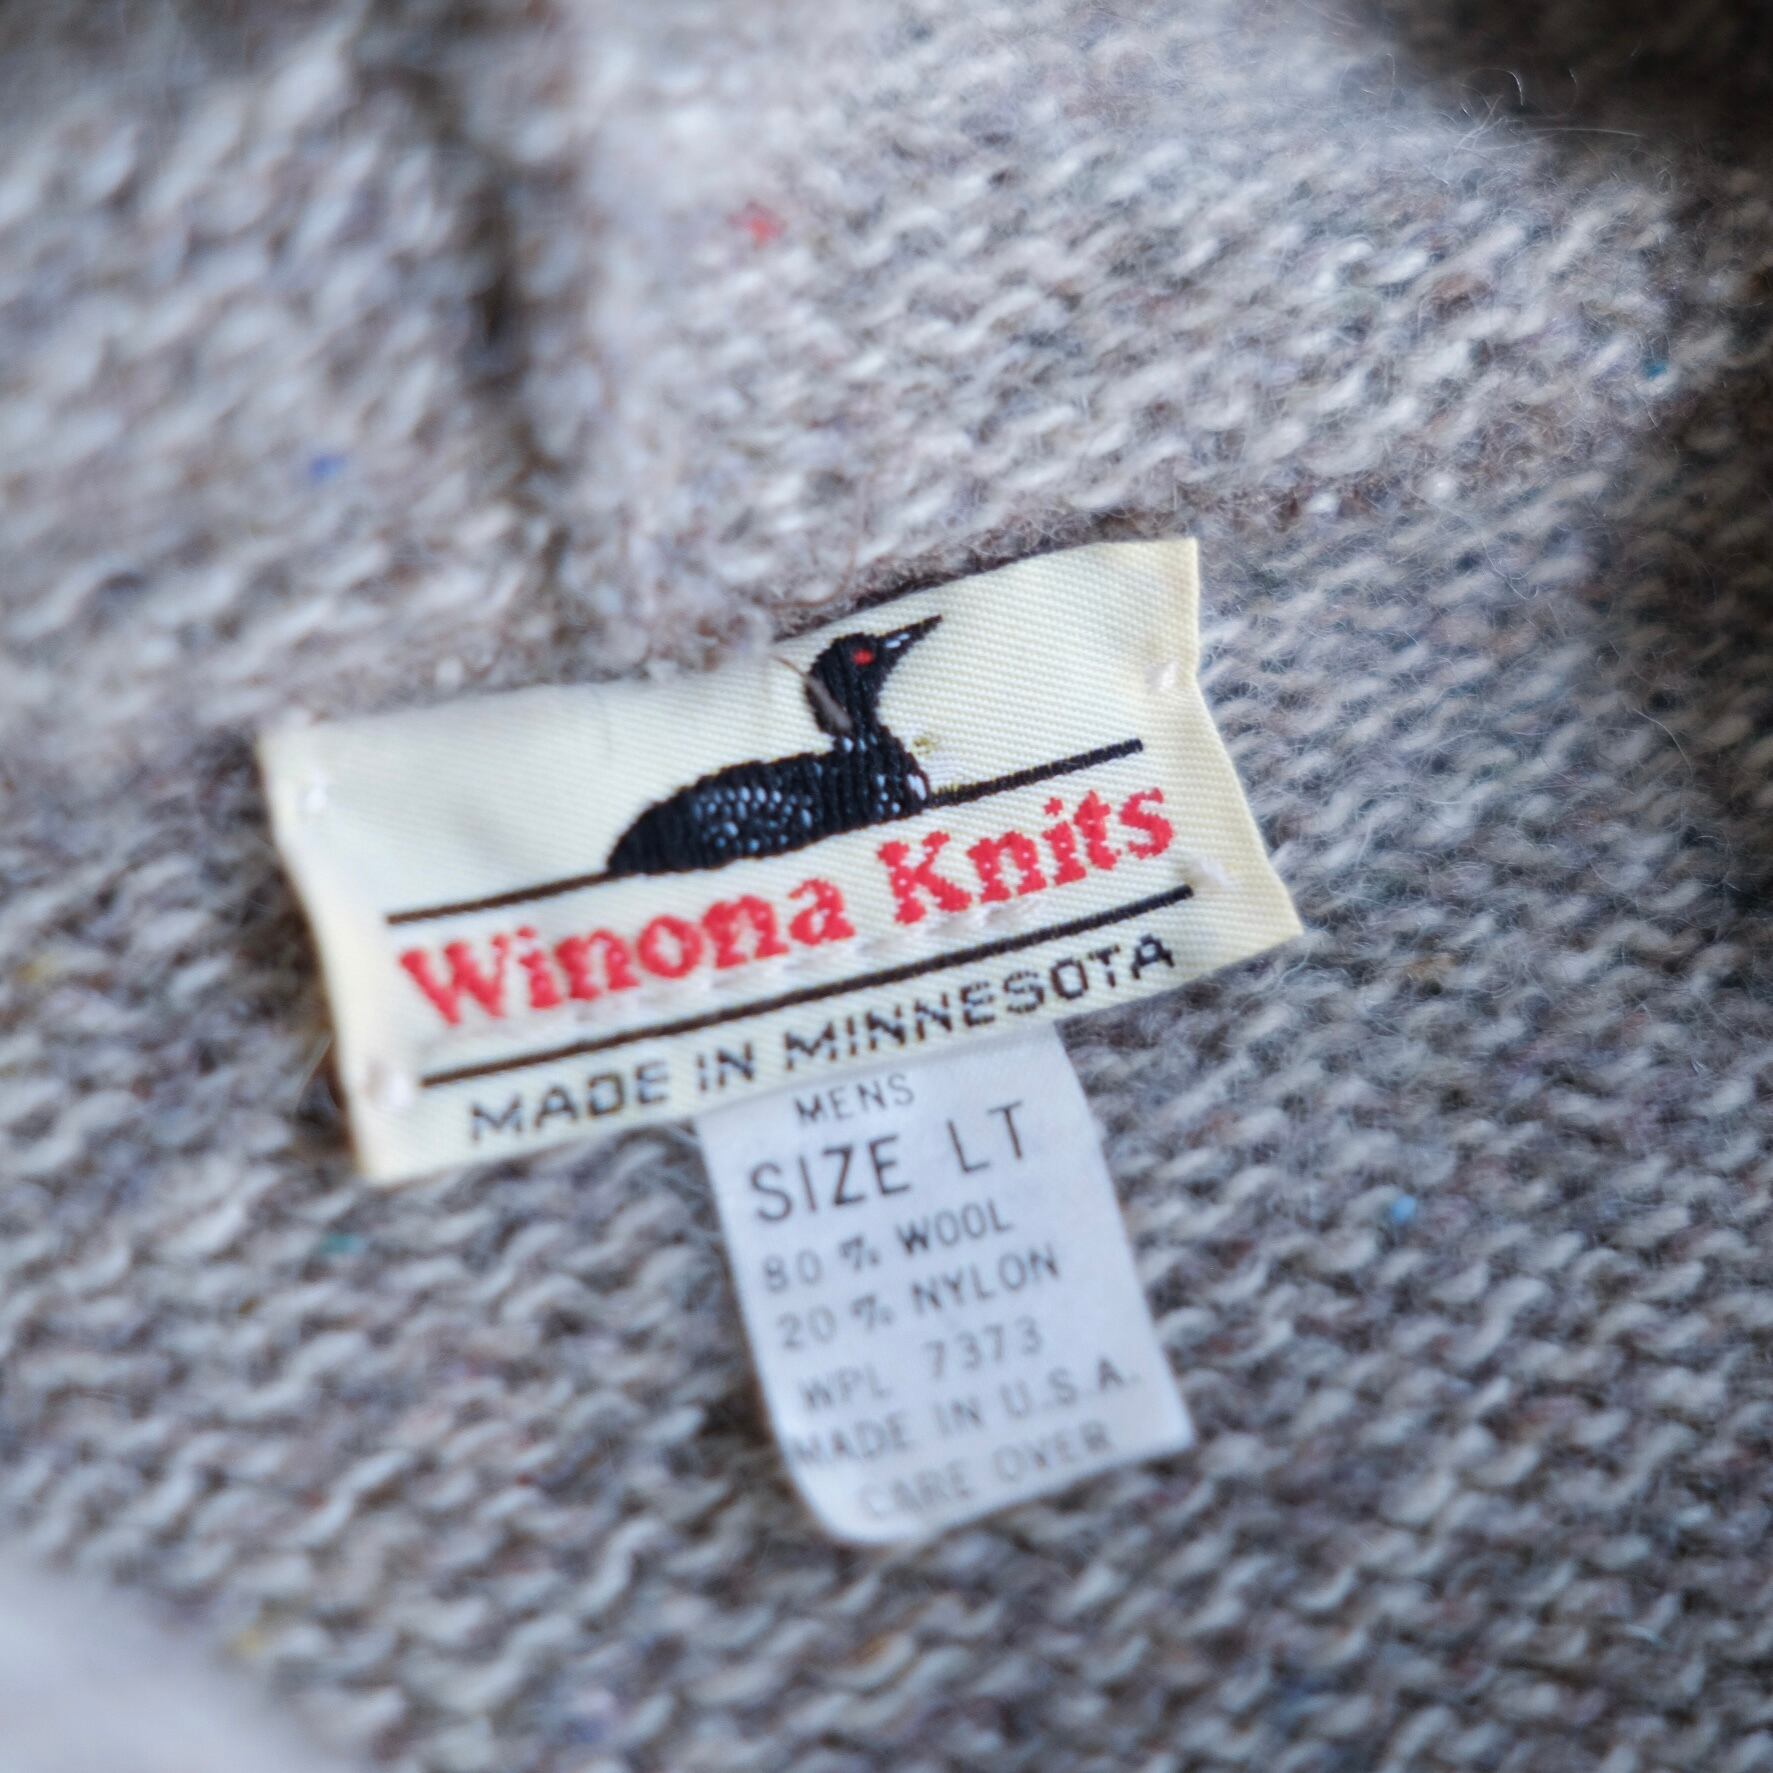 Winona Knits
MADE IN MINNESOTA
MENS
SIZE LT
80 % WOOL
20 % NYLON
WPL 7373
MADE IN U.S.A.
CARE OVER